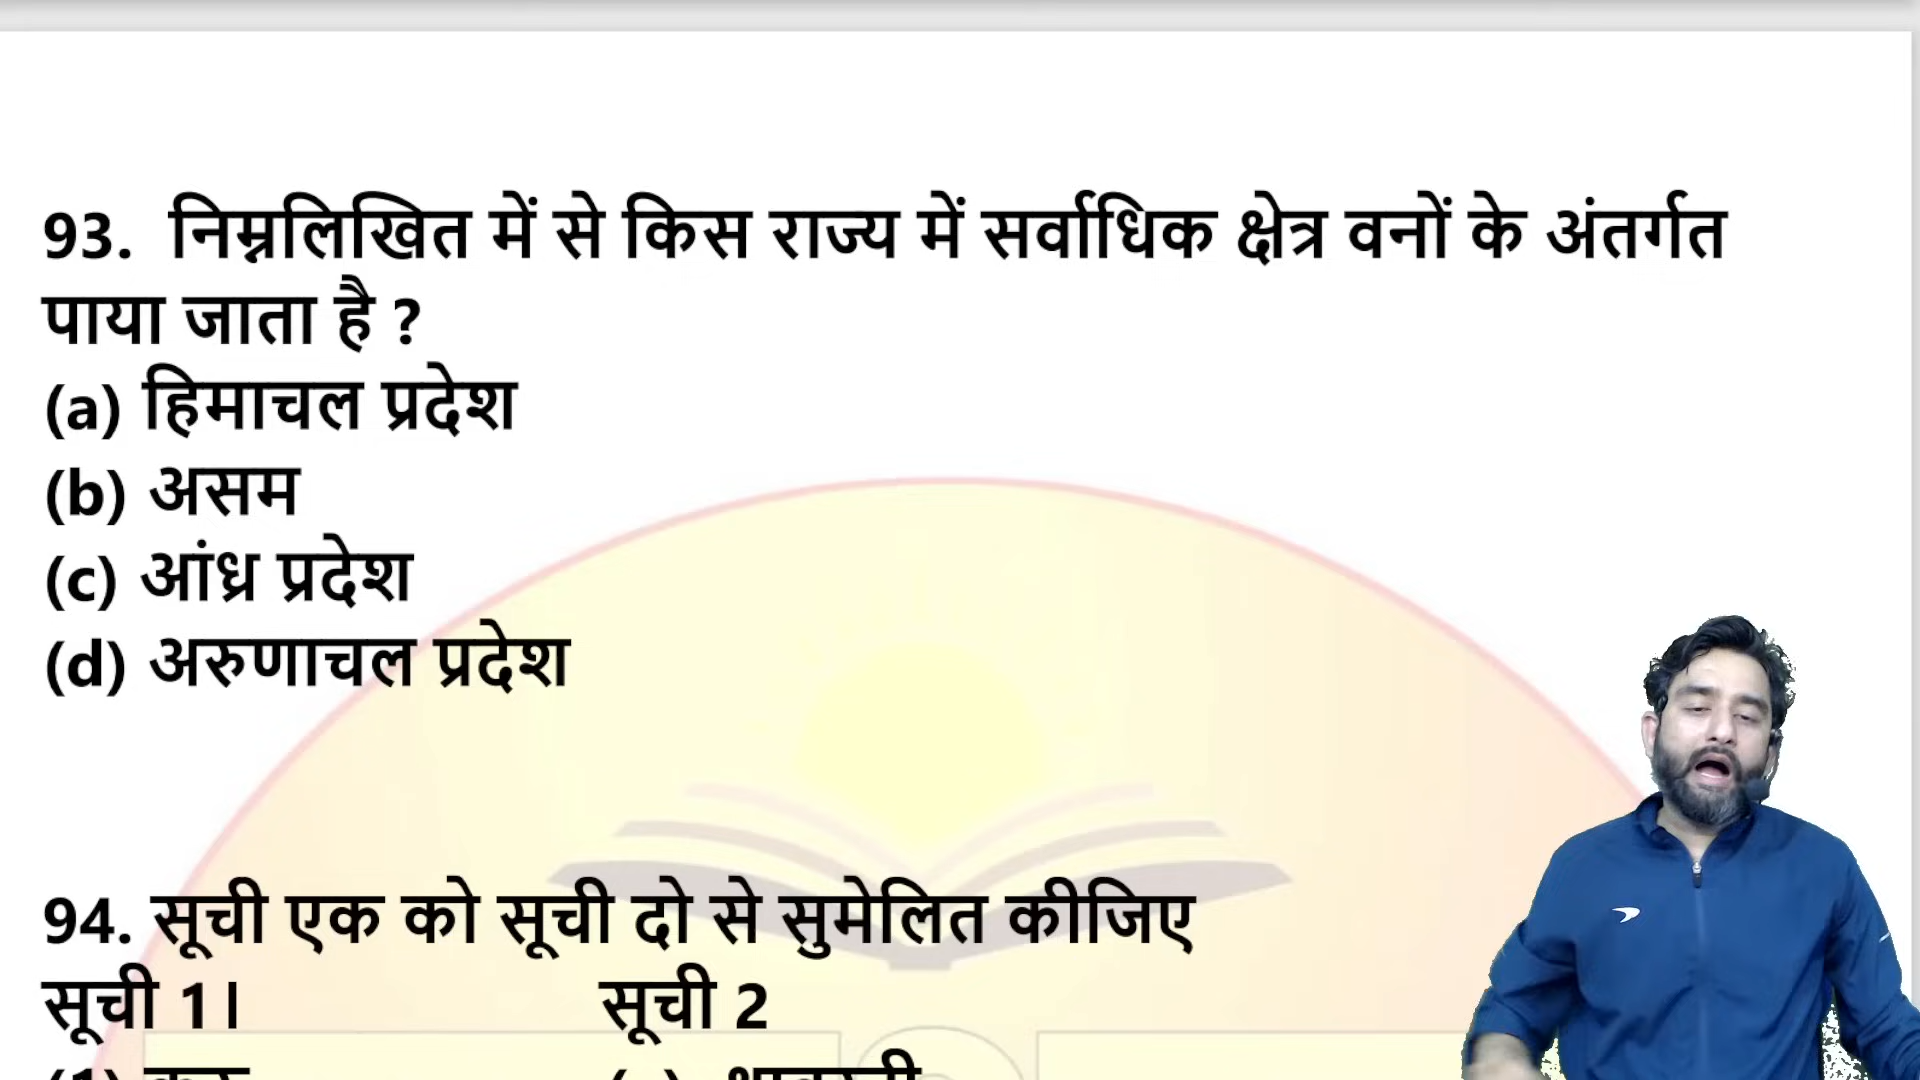 93. निम्नलिखित में से किस राज्य में सर्वाधिक क्षेत्र वनों के अंतर्गत
पाया जाता है ?
(a) हिमाचल प्रदेश
(b) असम
(c) आंध्र प्रदेश
(d) अरुणाचल प्रदेश
94. सूची एक को सूची दो से सुमेलित कीजिए
सूची 1। सूची 2